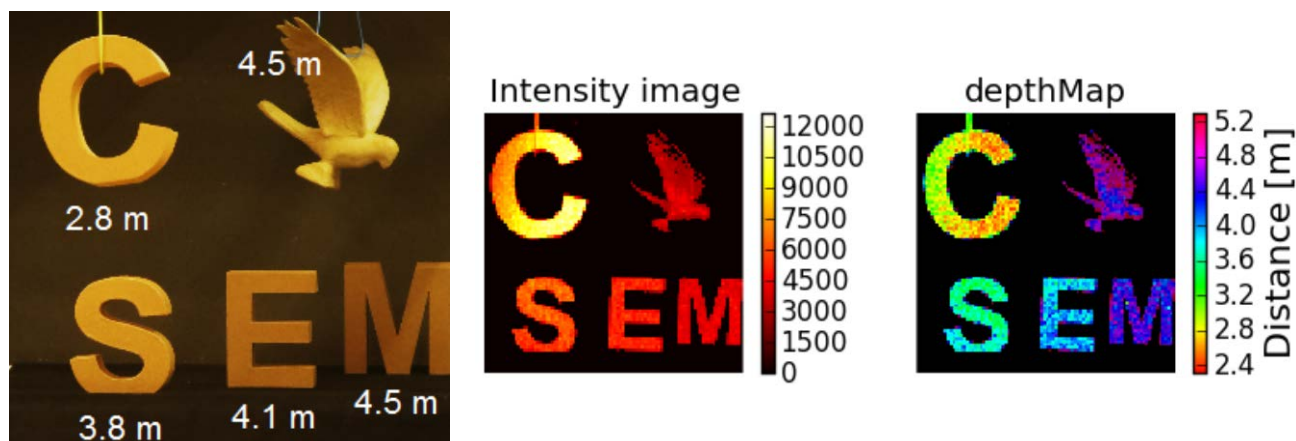 C
4.5 m
2.8 m
S E M
3.8 m
4.1 m
4.5 m
Intensity image
C
S E M
12000
10500
9000
7500
6000
4500
3000
1500
0
depthMap
C
S E M
5.2
4.8
4.4
4.0
3.6
3.2
2.8
2.4
Distance [m]